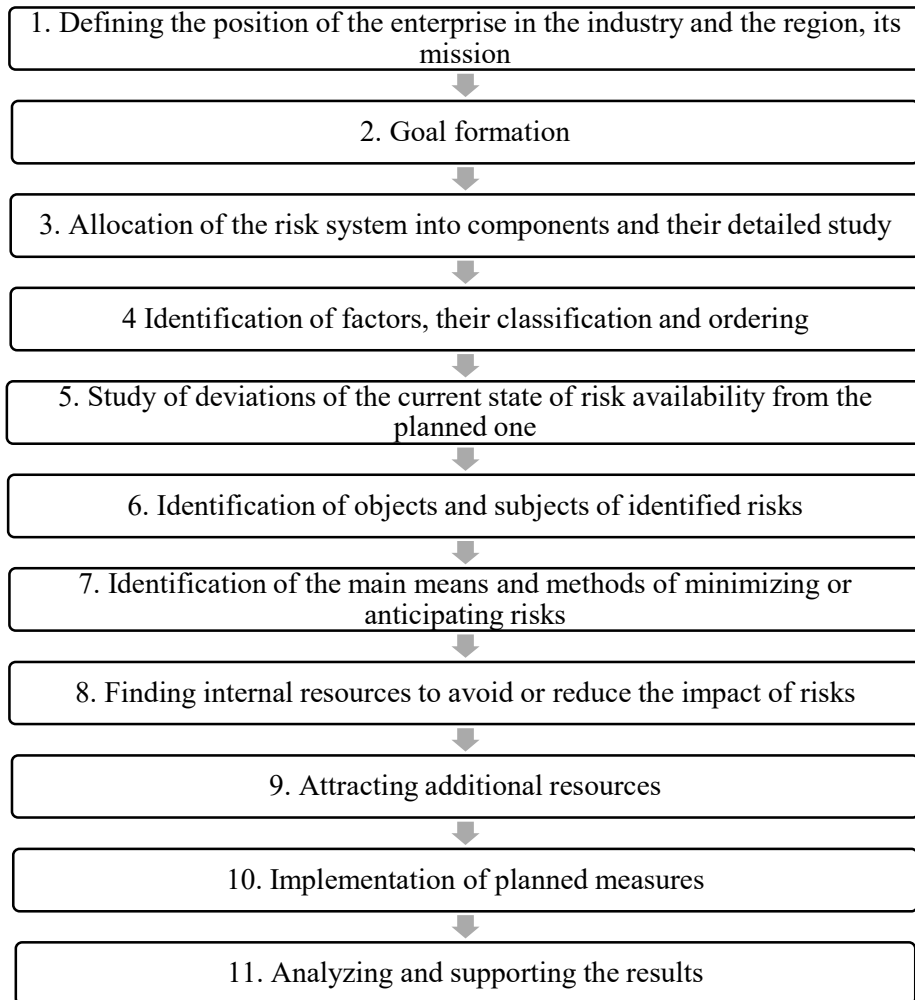 1. Defining the position of the enterprise in the industry and the region, its
mission
2. Goal formation
3. Allocation of the risk system into components and their detailed study
4 Identification of factors, their classification and ordering
5. Study of deviations of the current state of risk availability from the
planned one
6. Identification of objects and subjects of identified risks
7. Identification of the main means and methods of minimizing or
anticipating risks
8. Finding internal resources to avoid or reduce the impact of risks
9. Attracting additional resources
10. Implementation of planned measures
11. Analyzing and supporting the results